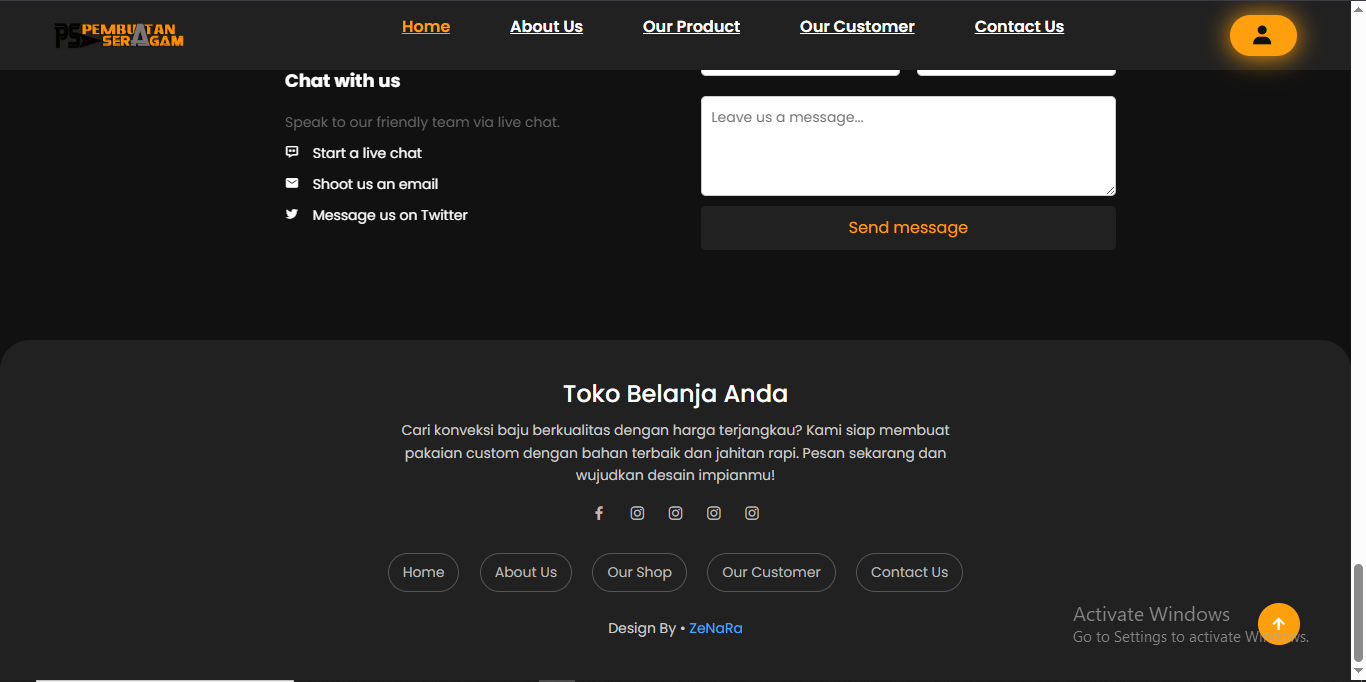 PS PEMBUATAN
SERAGAM
Home About Us Our Product Our Customer Contact Us
Chat with us
Speak to our friendly team via live chat.
Start a live chat
Shoot us an email
Message us on Twitter
Leave us a message...
Send message
Toko Belanja Anda
Cari konveksi baju berkualitas dengan harga terjangkau? Kami siap membuat
pakaian custom dengan bahan terbaik dan jahitan rapi. Pesan sekarang dan
wujudkan desain impianmu!
Home About Us Our Shop Our Customer Contact Us
Design By • ZeNaRa
Activate Windows
Go to Settings to activate Windows.